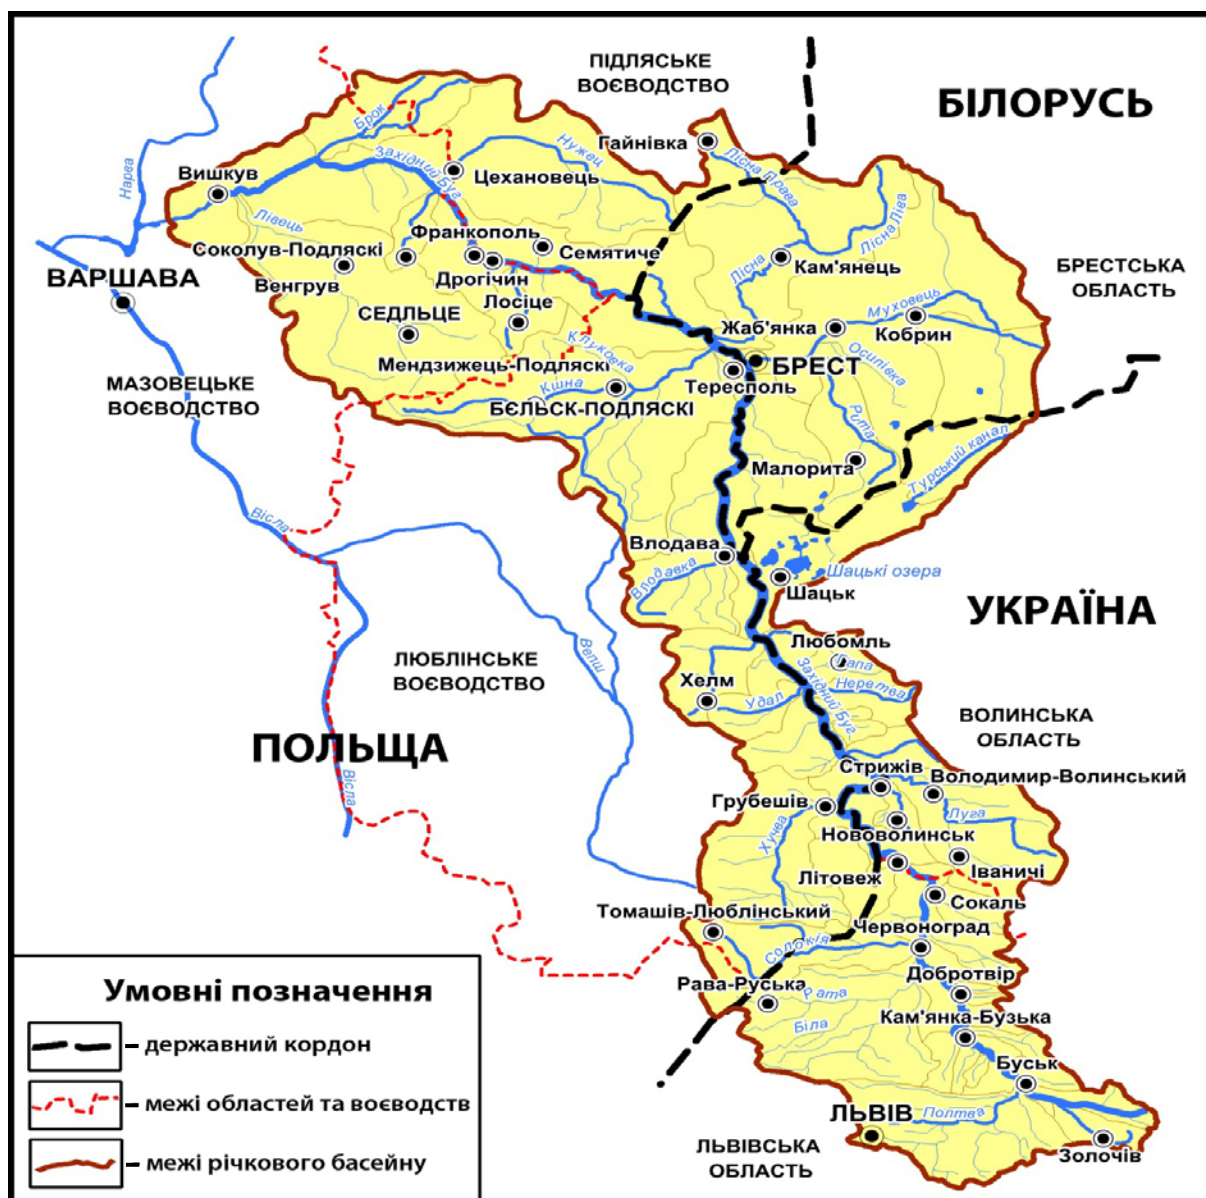 ПІДЛЯСЬКЕ
ВОЄВОДСТВО
БІЛОРУСЬ
Брок
Нужец
Гайнівка
Лісна Права
Нарва
Західний Буг
Вишкув
Цехановець
Лівець
Франкополь
Лісна Ліва
Соколув-Подляскі
Семятиче
Лісна
Кам'янець
БРЕСТСЬКА
ОБЛАСТЬ
ВАРШАВА
Венгрув
Дрогічин
Лосіце
Муховець
СЕДЛЬЦЕ
Жаб'янка
Кобрин
Клуковка
Осипівка
Мендзижець-Подляскі
БРЕСТ
МАЗОВЕЦЬКЕ
ВОЄВОДСТВО
Кшна
Тересполь
БЄЛЬСК-ПОДЛЯСКІ
Рита
Малорита
Турський канал
Вісла
Влодава
Влодавка
Шацькі озера
Шацьк
УКРАЇНА
Любомль
Гапа
ЛЮБЛІНСЬКЕ
ВОЄВОДСТВО
Вепш
Хелм
Удал
Західний Буг
Неретва
ВОЛИНСЬКА
ОБЛАСТЬ
ПОЛЬЩА
Вісла
Стрижів
Володимир-Волинський
Грубешів
Луга
Хучва
Нововолинськ
Літовеж
Іваничі
Сокаль
Томашів-Люблінський
Червоноград
Солокія
Добротвір
Рава-Руська
Рата
Біла
Кам'янка-Бузька
Буськ
ЛЬВІВ
Полтва
Золочів
ЛЬВІВСЬКА
ОБЛАСТЬ
Умовні позначення
– державний кордон
– межі областей та воєводств
– межі річкового басейну